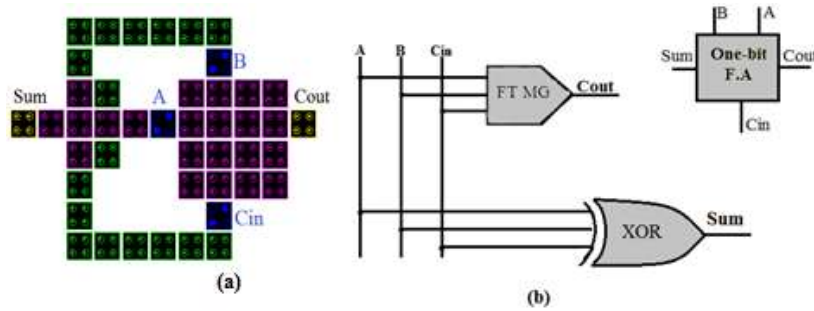 Sum
A
B
Cout
Cin
(a)
A B Cin
FT MG
Cout
XOR
Sum
(b)
B A
Sum
One-bit
F.A
Cout
Cin